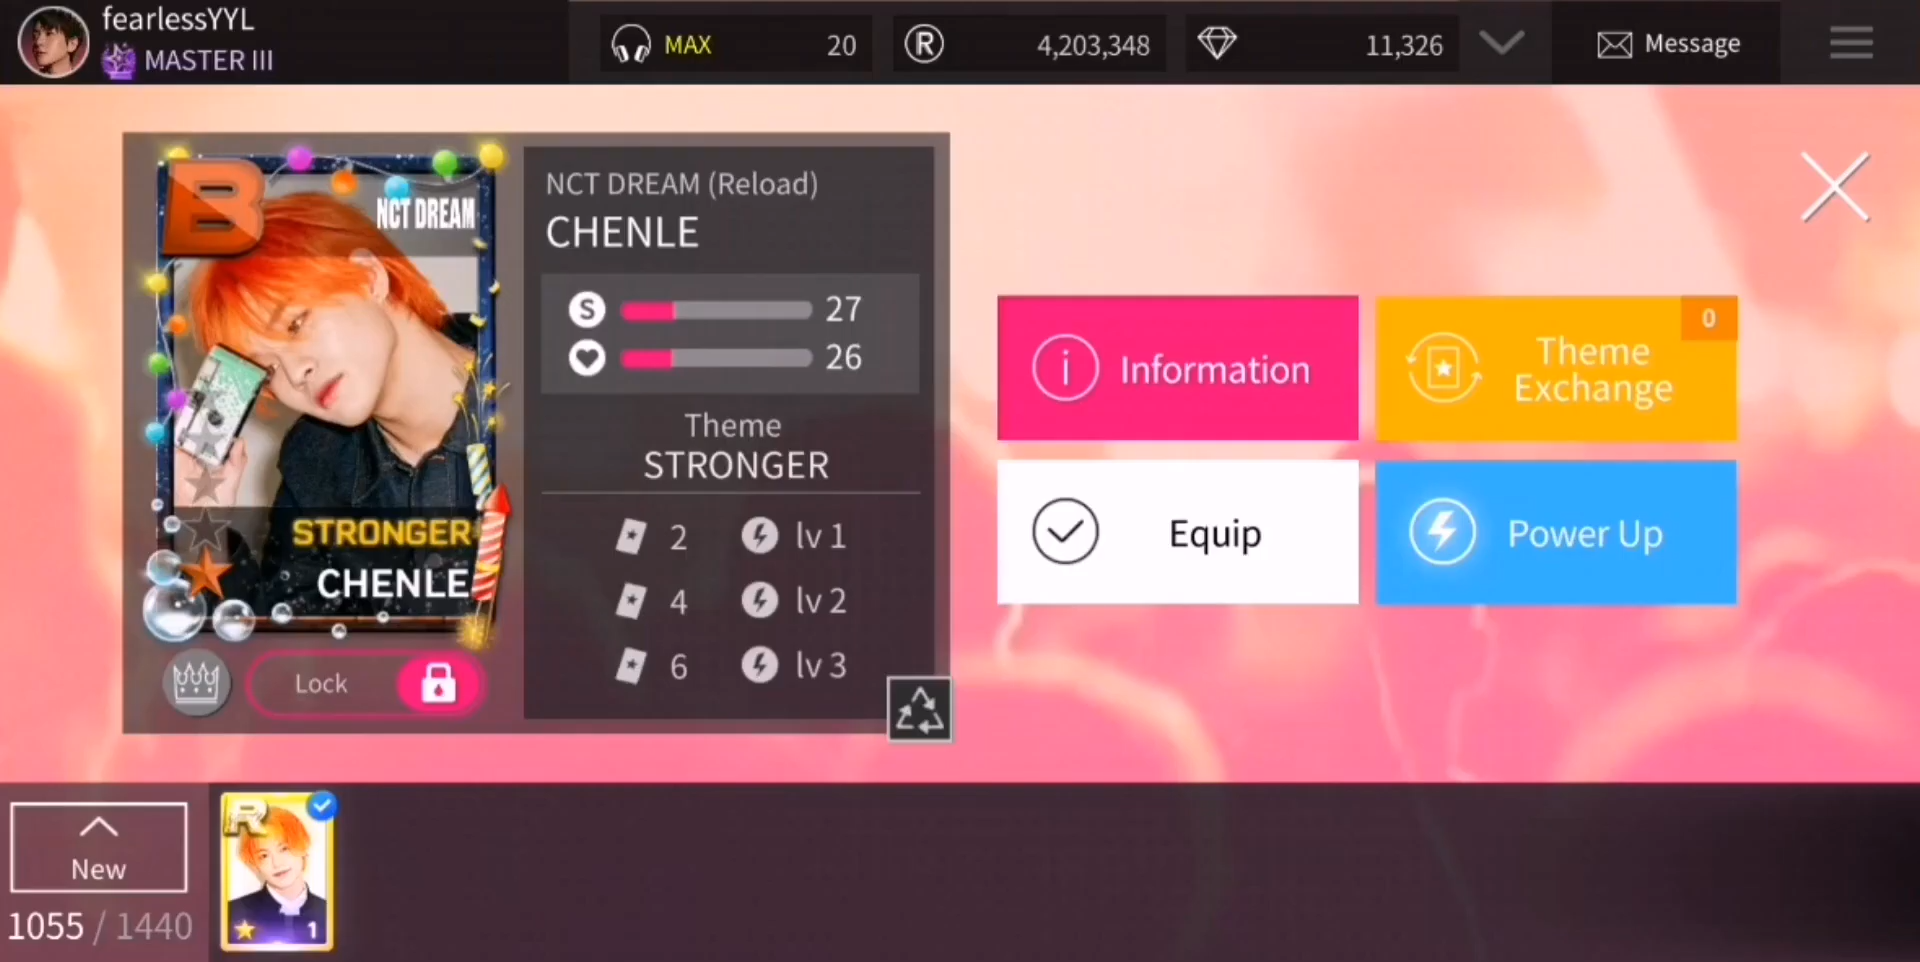 fearlessYYL
MASTER III
MAX 20
R 4,203,348
11,326
Message
B
NCT DREAM
STRONGER
CHENLE
Lock
NCT DREAM (Reload)
CHENLE
S 27
26
Theme
STRONGER
2 lv 1
4 lv 2
6 lv 3
i Information
0
Theme
Exchange
Equip
Power Up
New
1055 / 1440
R
1